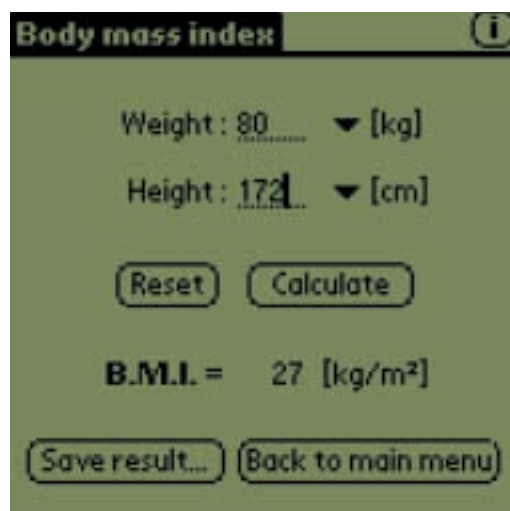 Body mass index i
Weight: 80 [kg]
Height: 172 [cm]
Reset Calculate
B.M.I. = 27 [kg/m²]
Save result... Back to main menu